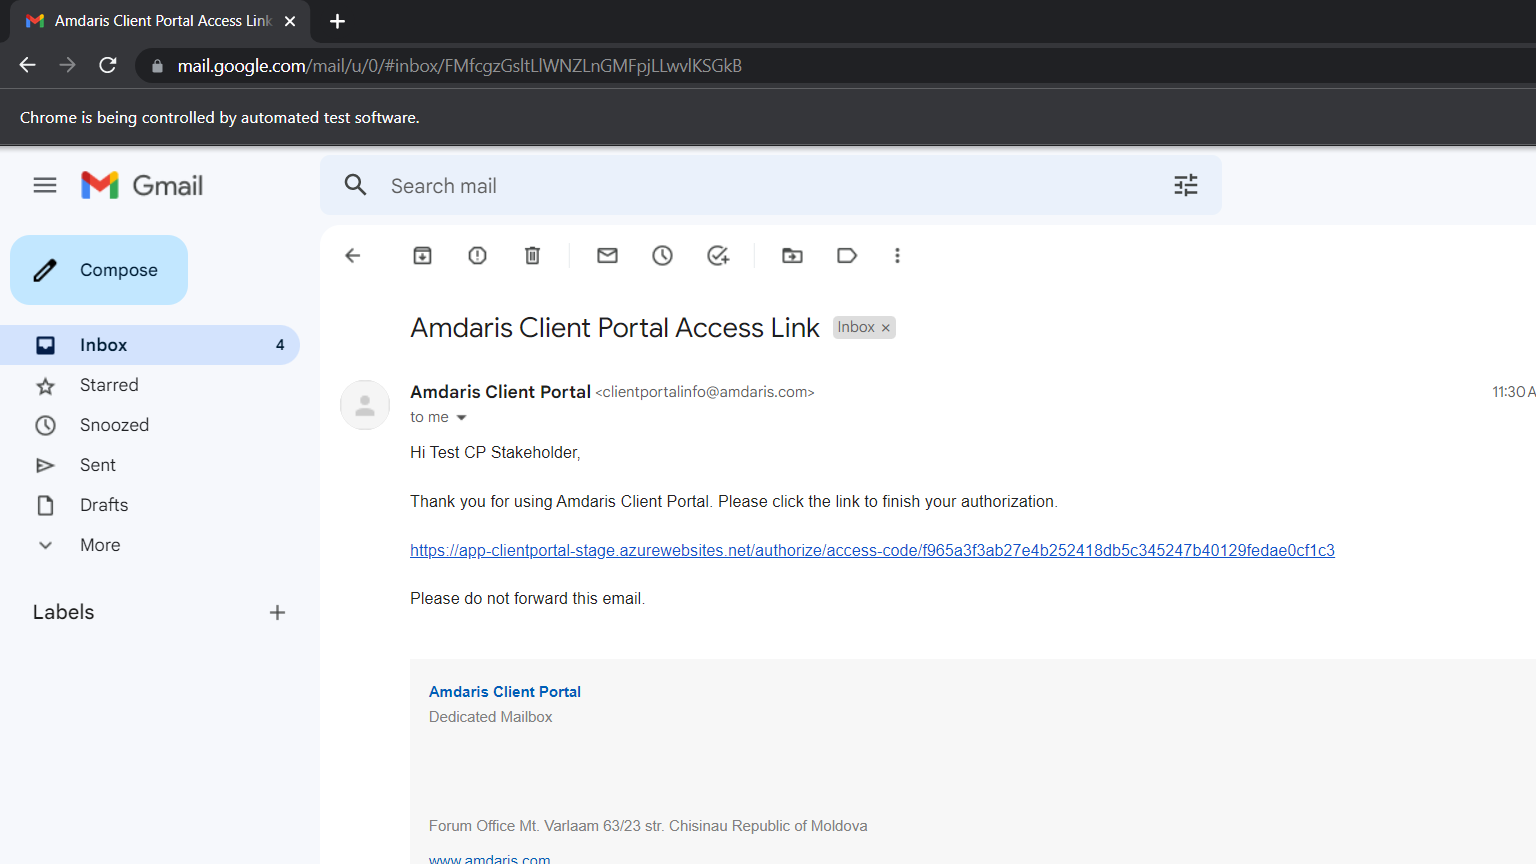 Amdaris Client Portal Access Link
mail.google.com/mail/u/0/#inbox/FMfcgzGsltLlWNZLnGMFpjLLwvlKSGkB
Chrome is being controlled by automated test software.
Gmail
Search mail
Compose
Inbox 4
Starred
Snoozed
Sent
Drafts
More
Labels
Amdaris Client Portal Access Link Inbox ×
Amdaris Client Portal <clientportalinfo@amdaris.com> 11:30 A
to me
Hi Test CP Stakeholder,
Thank you for using Amdaris Client Portal. Please click the link to finish your authorization.
https://app-clientportal-stage.azurewebsites.net/authorize/access-code/f965a3f3ab27e4b252418db5c345247b40129fedae0cf1c3
Please do not forward this email.
Amdaris Client Portal
Dedicated Mailbox
Forum Office Mt. Varlaam 63/23 str. Chisinau Republic of Moldova
www.amdaris.com